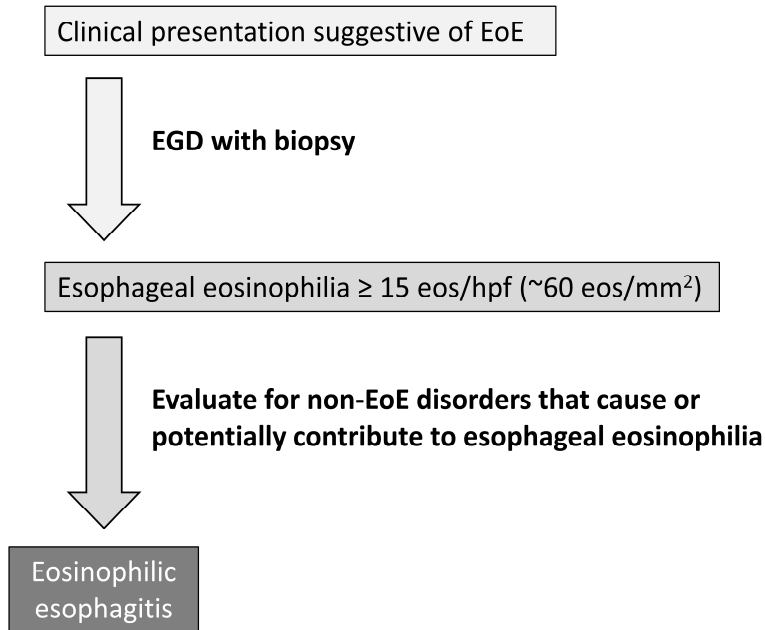 Clinical presentation suggestive of EoE
EGD with biopsy
Esophageal eosinophilia ≥ 15 eos/hpf (~60 eos/mm²)
Evaluate for non-EoE disorders that cause or
potentially contribute to esophageal eosinophilia
Eosinophilic
esophagitis